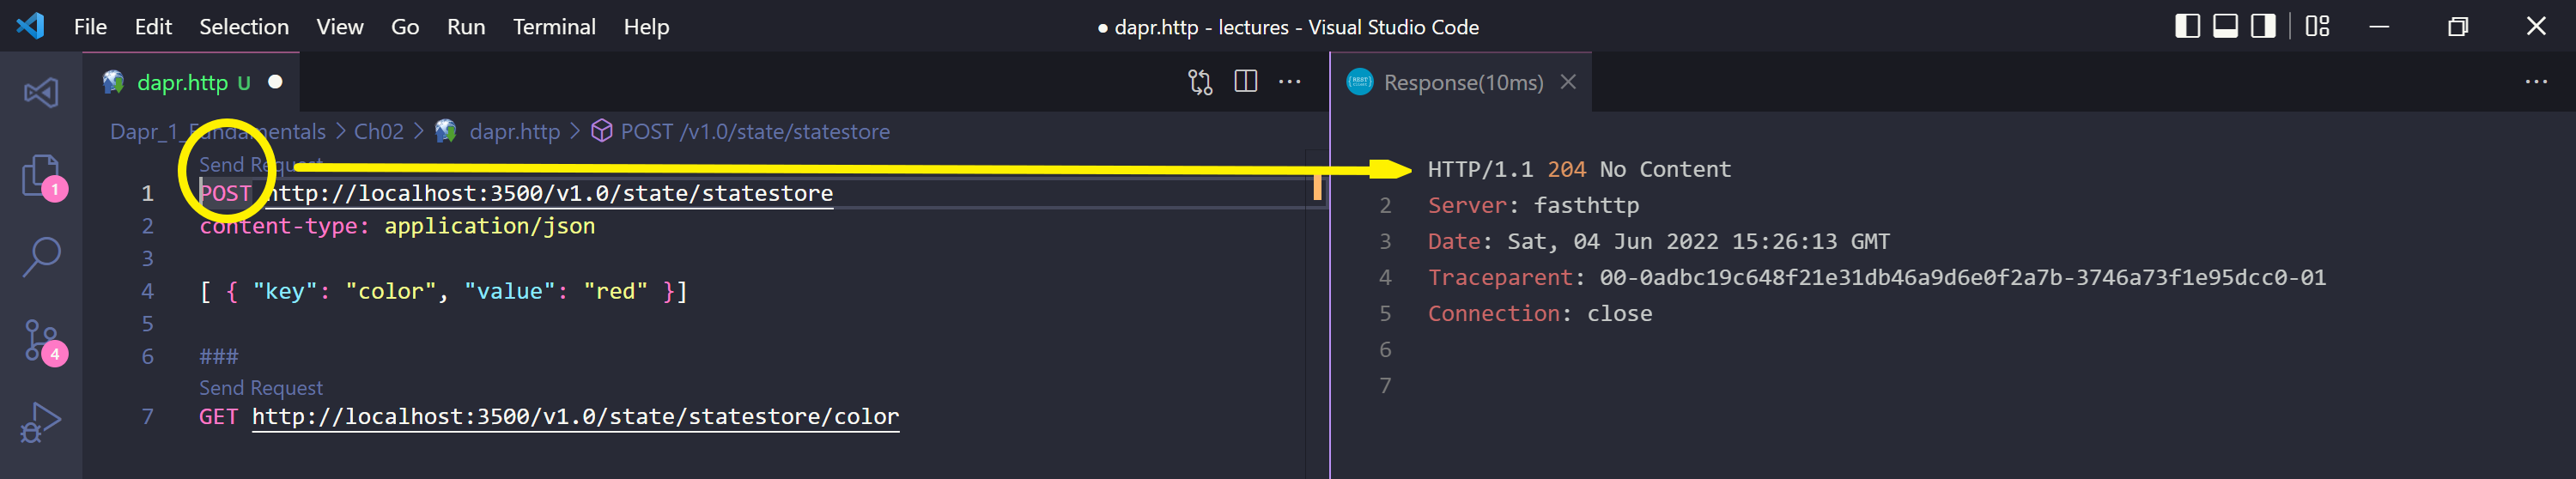 File Edit Selection View Go Run Terminal Help
● dapr.http - lectures - Visual Studio Code
dapr.http U ●
Response(10ms)
Dapr_1_Fundamentals > Ch02 > dapr.http > POST /v1.0/state/statestore
Send Request
1 POST http://localhost:3500/v1.0/state/statestore
2 content-type: application/json
3
4 [ { "key": "color", "value": "red" }]
5
6 ###
Send Request
7 GET http://localhost:3500/v1.0/state/statestore/color
1
4
HTTP/1.1 204 No Content
2 Server: fasthttp
3 Date: Sat, 04 Jun 2022 15:26:13 GMT
4 Traceparent: 00-0adbc19c648f21e31db46a9d6e0f2a7b-3746a73f1e95dcc0-01
5 Connection: close
6
7